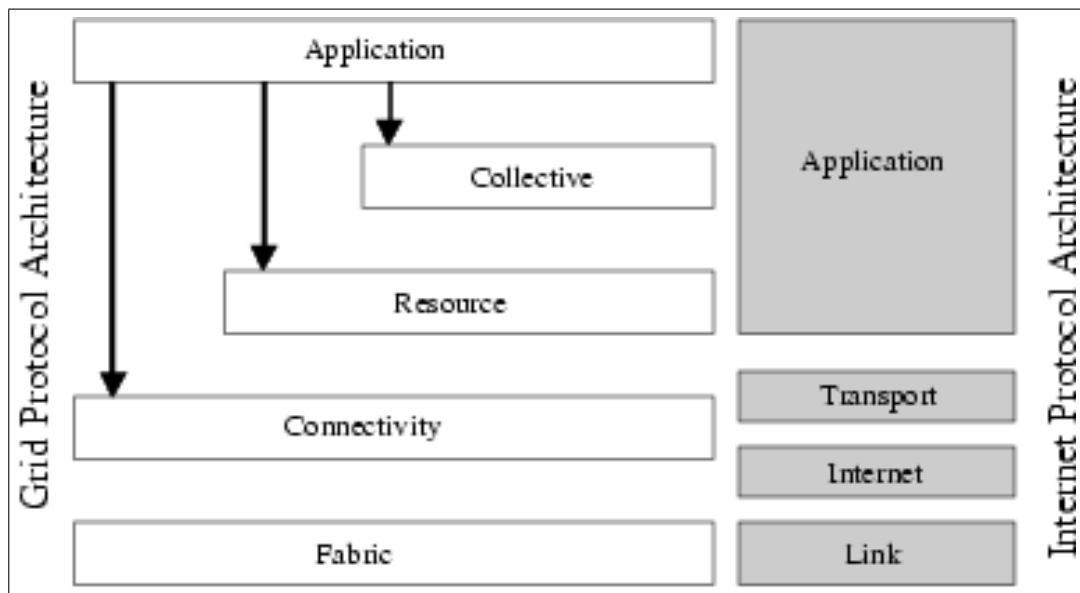 Grid Protocol Architecture
Application
Collective
Resource
Connectivity
Fabric
Application
Transport
Internet
Link
Internet Protocol Architecture